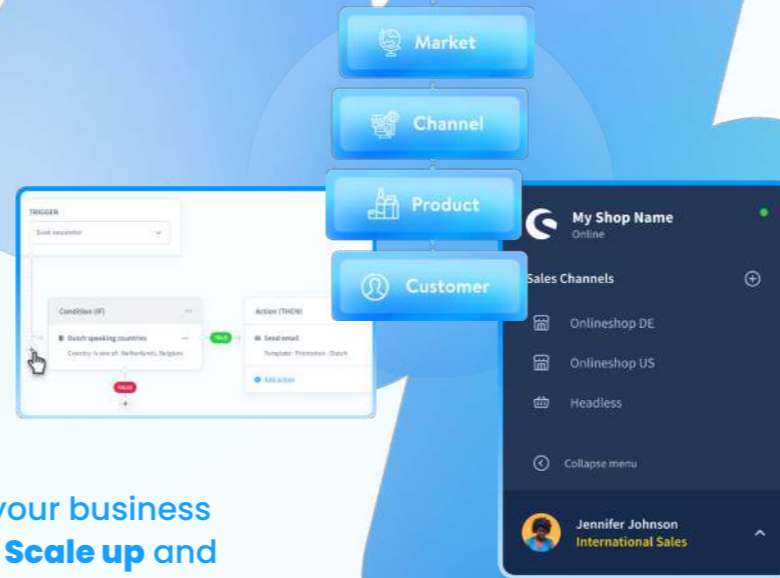 Market
Channel
Product
Customer
TRIGGER
Send newsletter
Condition (IF)
Dutch speaking countries
Country is one of: Netherlands, Belgium
TRUE
FALSE
Action (THEN)
Send email
Template: Promotion - Dutch
Add action
My Shop Name
Online
Sales Channels
Onlineshop DE
Onlineshop US
Headless
Collapse menu
Jennifer Johnson
International Sales
your business
Scale up and